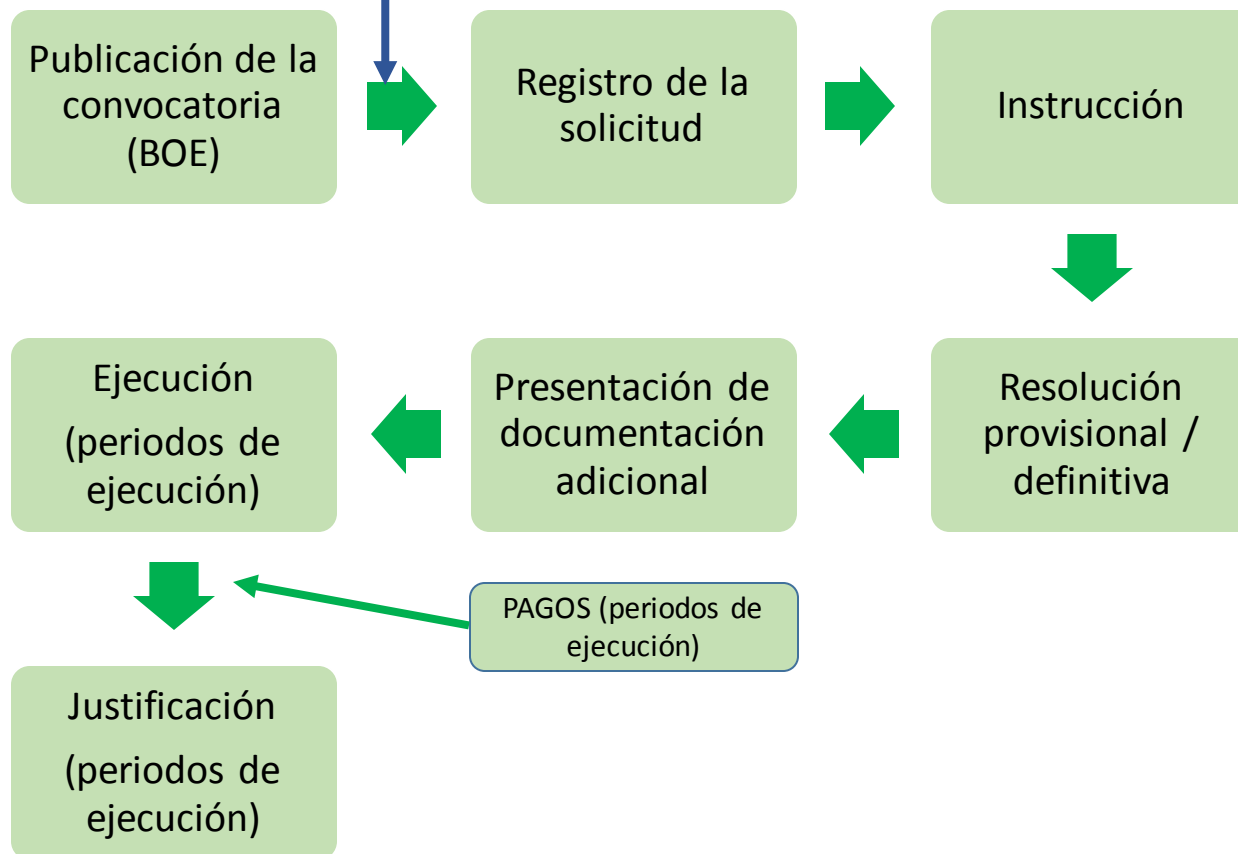 Publicación de la
convocatoria
(BOE)
Registro de la
solicitud
Instrucción
Resolución
provisional /
definitiva
Presentación de
documentación
adicional
Ejecución
(periodos de
ejecución)
PAGOS (periodos de
ejecución)
Justificación
(periodos de
ejecución)